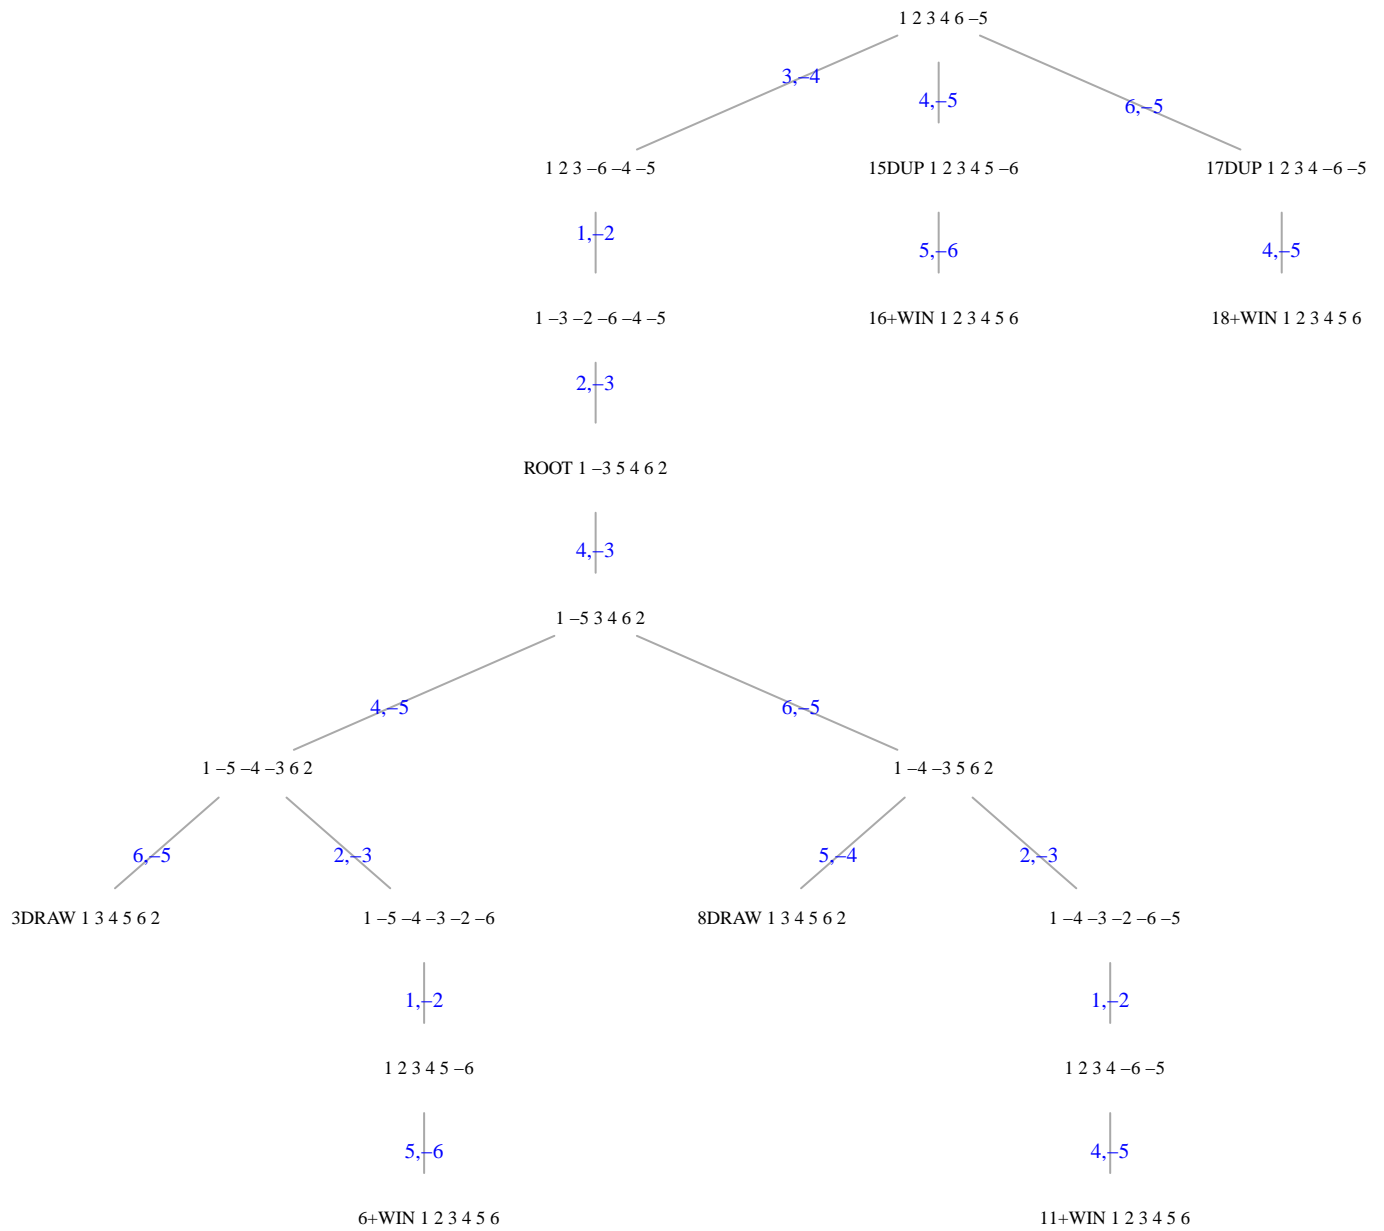 1 2 3 4 6 –5
3,–4
4,–5
6,–5
1 2 3 –6 –4 –5
15DUP 1 2 3 4 5 –6
17DUP 1 2 3 4 –6 –5
1,–2
5,–6
4,–5
1 –3 –2 –6 –4 –5
16+WIN 1 2 3 4 5 6
18+WIN 1 2 3 4 5 6
2,–3
ROOT 1 –3 5 4 6 2
4,–3
1 –5 3 4 6 2
4,–5
6,–5
1 –5 –4 –3 6 2
1 –4 –3 5 6 2
6,–5
2,–3
5,–4
2,–3
3DRAW 1 3 4 5 6 2
1 –5 –4 –3 –2 –6
8DRAW 1 3 4 5 6 2
1 –4 –3 –2 –6 –5
1,–2
1,–2
1 2 3 4 5 –6
1 2 3 4 –6 –5
5,–6
4,–5
6+WIN 1 2 3 4 5 6
11+WIN 1 2 3 4 5 6